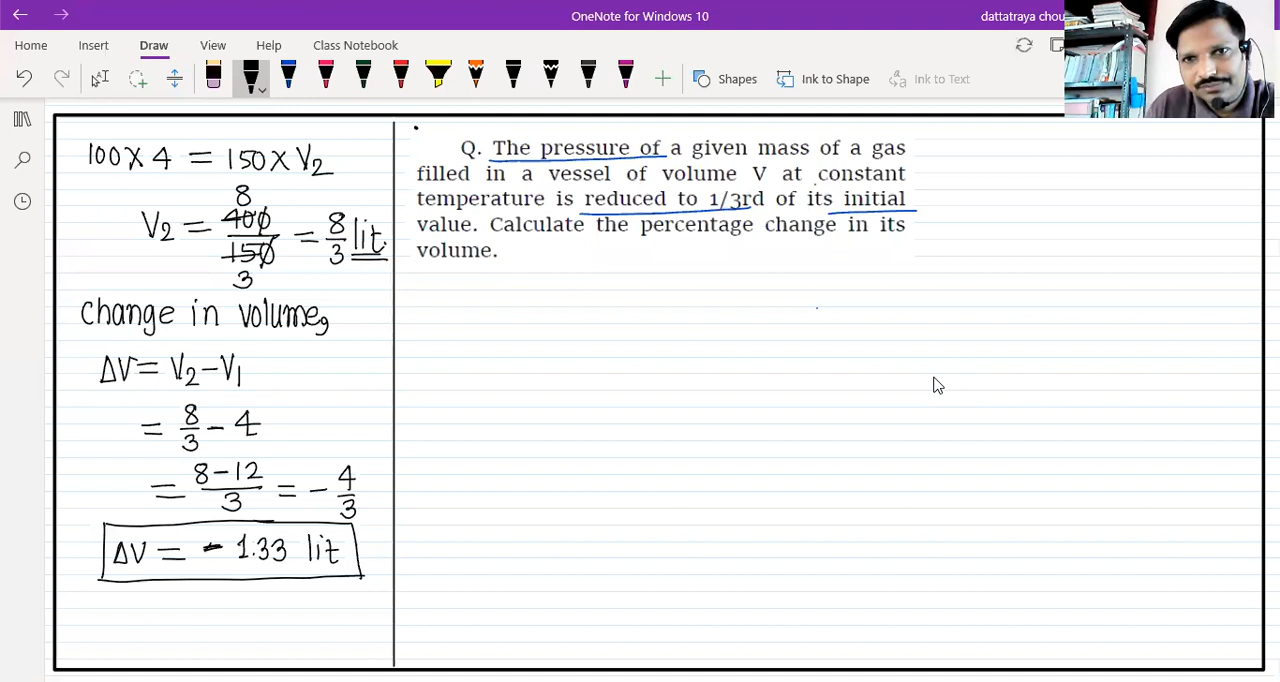 OneNote for Windows 10
dattatraya chou
Home Insert Draw View Help Class Notebook
Shapes Ink to Shape Ink to Text
100 × 4 = 150 × V2
8
V2 = 400/150 = 8/3 lit.
3
change in volume,
ΔV = V2 – V1
= 8/3 – 4
= 8 – 12/3 = – 4/3
ΔV = - 1.33 lit
Q. The pressure of a given mass of a gas
filled in a vessel of volume V at constant
temperature is reduced to 1/3rd of its initial
value. Calculate the percentage change in its
volume.